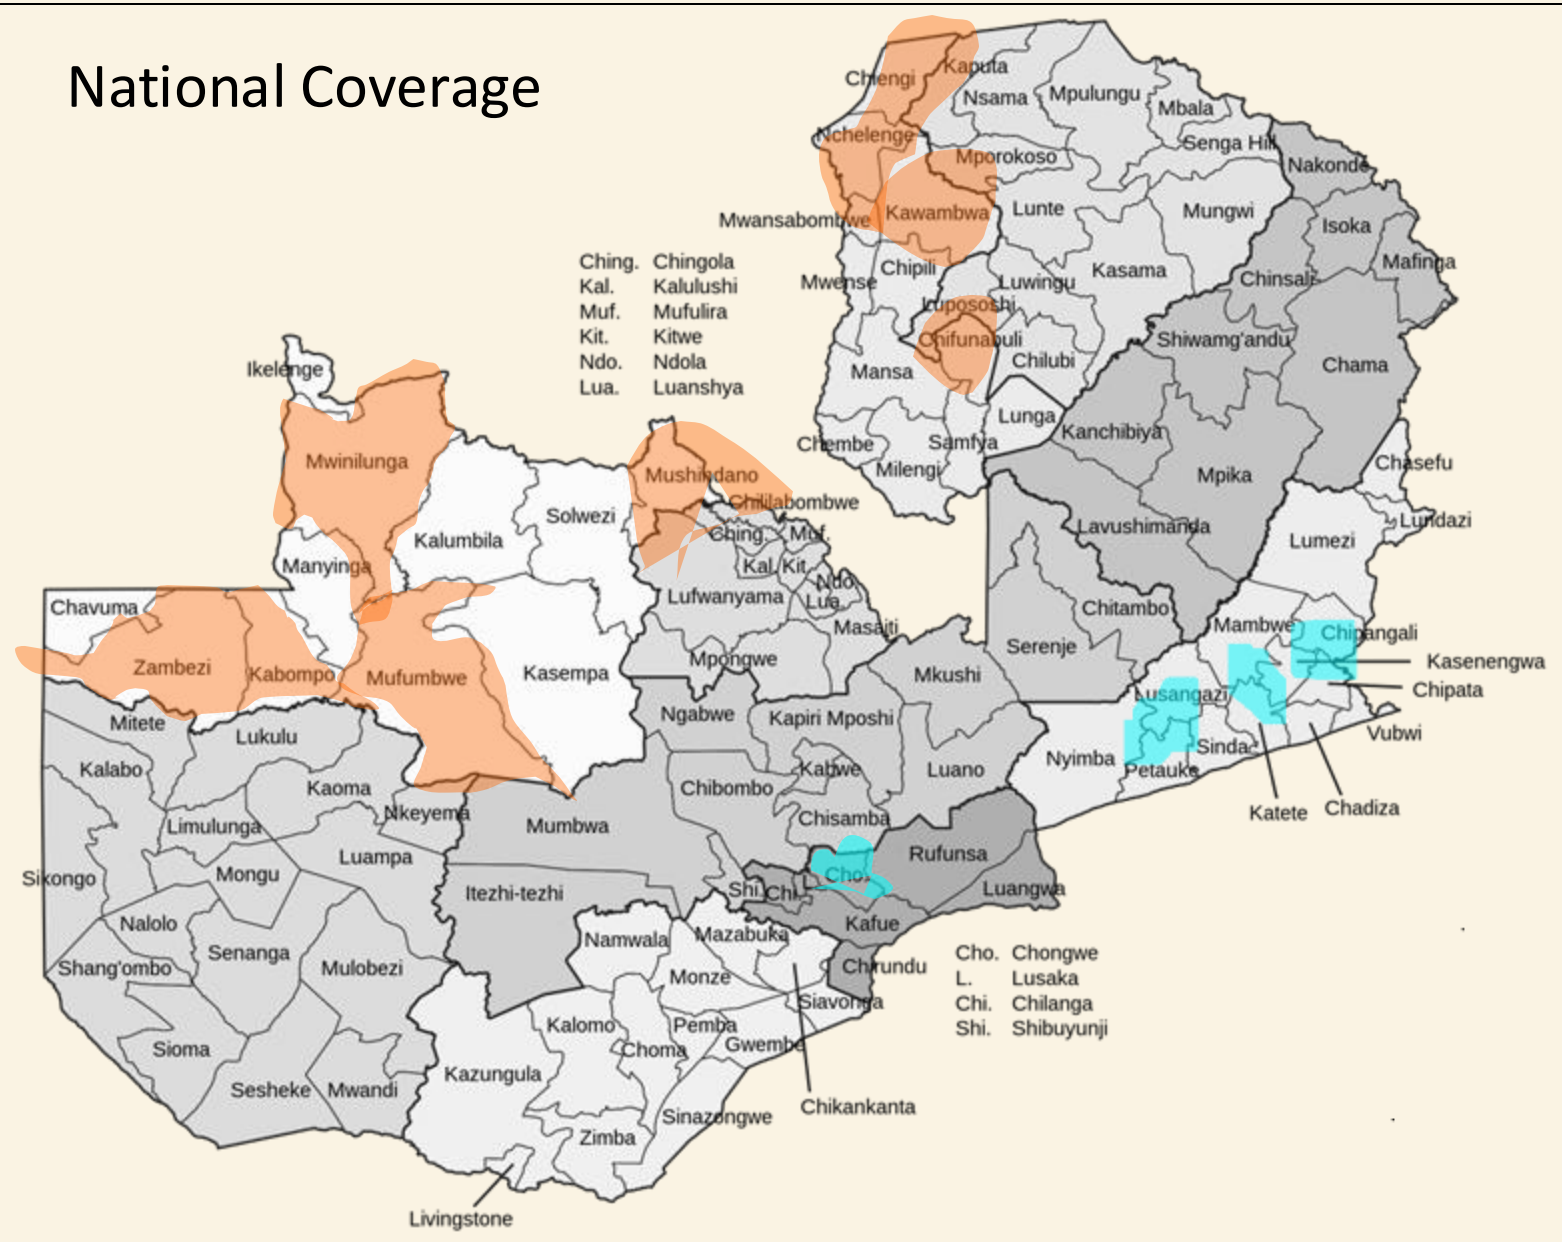 National Coverage
Chiengi
Kaputa
Nsama
Mpulungu
Mbala
Nchelenge
Mporokoso
Senga Hill
Nakonde
Mwansabombwe
Kawambwa
Lunte
Mungwi
Isoka
Mafinga
Ching. Chingola
Kal. Kalulushi
Muf. Mufulira
Kit. Kitwe
Ndo. Ndola
Lua. Luanshya
Mwense
Chipili
Luwingu
Kasama
Chinsali
Lupososhi
Chifunabuli
Chilubi
Shiwamg'andu
Mansa
Chama
Ikelenge
Lunga
Kanchibiya
Chembe
Samfya
Milengi
Mpika
Chasefu
Mwinilunga
Mushindano
Chililabombwe
Solwezi
Kalumbila
Ching.
Muf.
Lavushimanda
Lumezi
Lundazi
Manyinga
Kal.
Kit.
Ndo.
Lua.
Lufwanyama
Masaiti
Chavuma
Chitambo
Serenje
Mambwe
Chipangali
Kasenengwa
Chipata
Zambezi
Kabompo
Mufumbwe
Kasempa
Mpongwe
Mkushi
Lusangazi
Mitete
Lukulu
Ngabwe
Kapiri Mposhi
Vubwi
Nyimba
Petauke
Sinda
Kalabo
Kaoma
Kabwe
Luano
Chibombo
Katete
Chadiza
Limulunga
Nkeyema
Mumbwa
Chisamba
Luampa
Rufunsa
Sikongo
Mongu
Itezhi-tezhi
Shi.
Chi.
L.
Cho.
Luangwa
Nalolo
Kafue
Senanga
Namwala
Mazabuka
Shang'ombo
Mulobezi
Monze
Chirundu
Siavonga
Cho. Chongwe
L. Lusaka
Chi. Chilanga
Shi. Shibuyunji
Kalomo
Pemba
Choma
Gwembe
Sioma
Kazungula
Sesheke
Mwandi
Chikankanta
Sinazongwe
Zimba
Livingstone